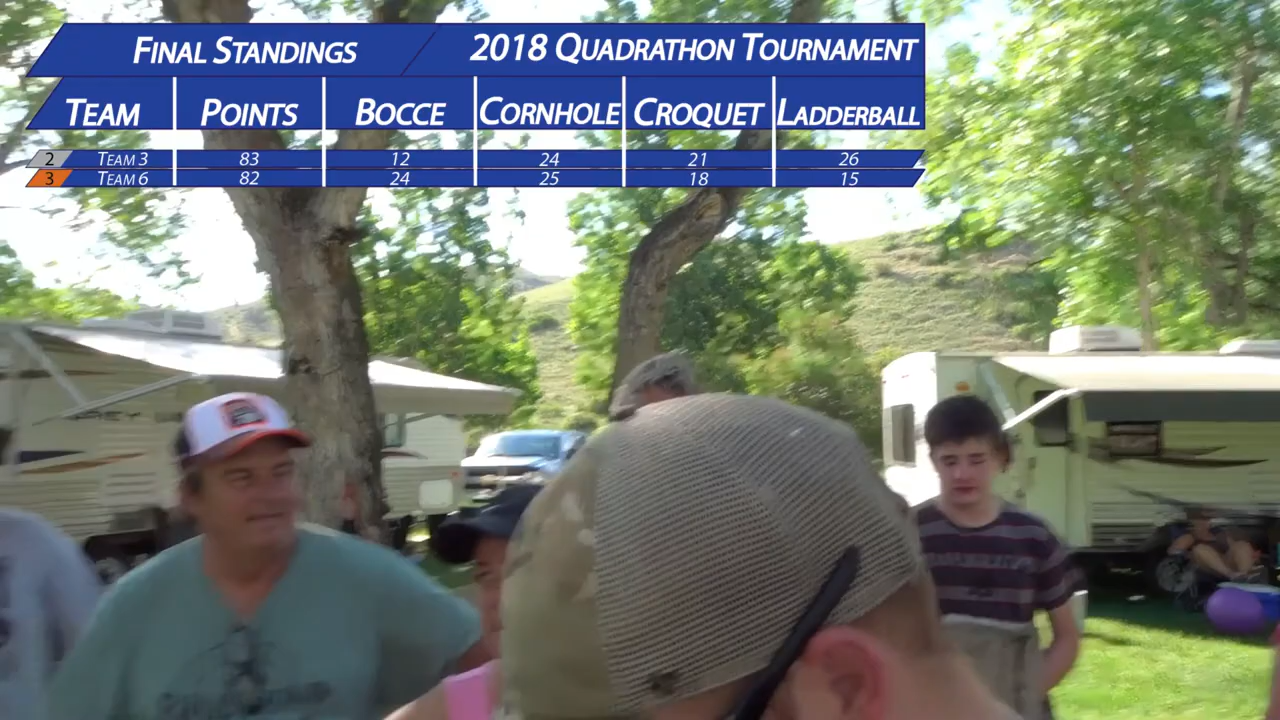 FINAL STANDINGS 2018 QUADRATHON TOURNAMENT
TEAM POINTS BOCCE CORNHOLE CROQUET LADDERBALL
2 TEAM 3 83 12 24 21 26
3 TEAM 6 82 24 25 18 15